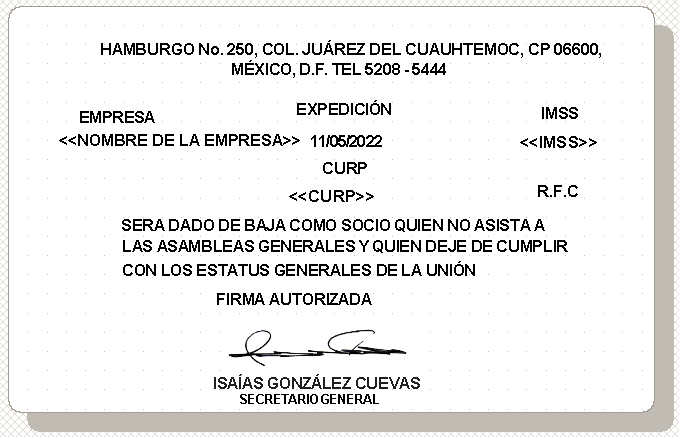 HAMBURGO No. 250, COL. JUÁREZ DEL CUAUHTEMOC, CP 06600,
MÉXICO, D.F. TEL 5208 - 5444
EMPRESA EXPEDICIÓN IMSS
<<NOMBRE DE LA EMPRESA>> 11/05/2022 <<IMSS>>
CURP
<<CURP>> R.F.C
SERA DADO DE BAJA COMO SOCIO QUIEN NO ASISTA A
LAS ASAMBLEAS GENERALES Y QUIEN DEJE DE CUMPLIR
CON LOS ESTATUS GENERALES DE LA UNIÓN
FIRMA AUTORIZADA
ISAÍAS GONZÁLEZ CUEVAS
SECRETARIO GENERAL